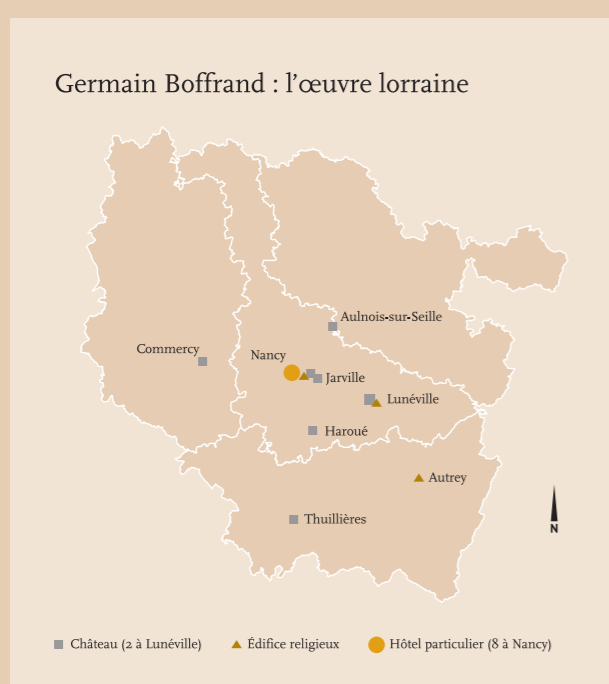 Germain Boffrand : l'œuvre lorraine
Aulnois-sur-Seille
Commercy
Nancy
Jarville
Lunéville
Haroué
Autrey
Thuillières
N
Château (2 à Lunéville)
Édifice religieux
Hôtel particulier (8 à Nancy)